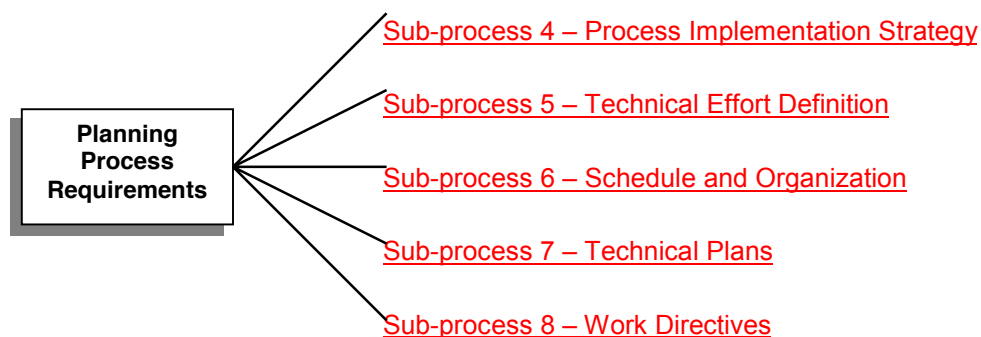 Sub-process 4 – Process Implementation Strategy
Sub-process 5 – Technical Effort Definition
Planning
Process
Requirements
Sub-process 6 – Schedule and Organization
Sub-process 7 – Technical Plans
Sub-process 8 – Work Directives